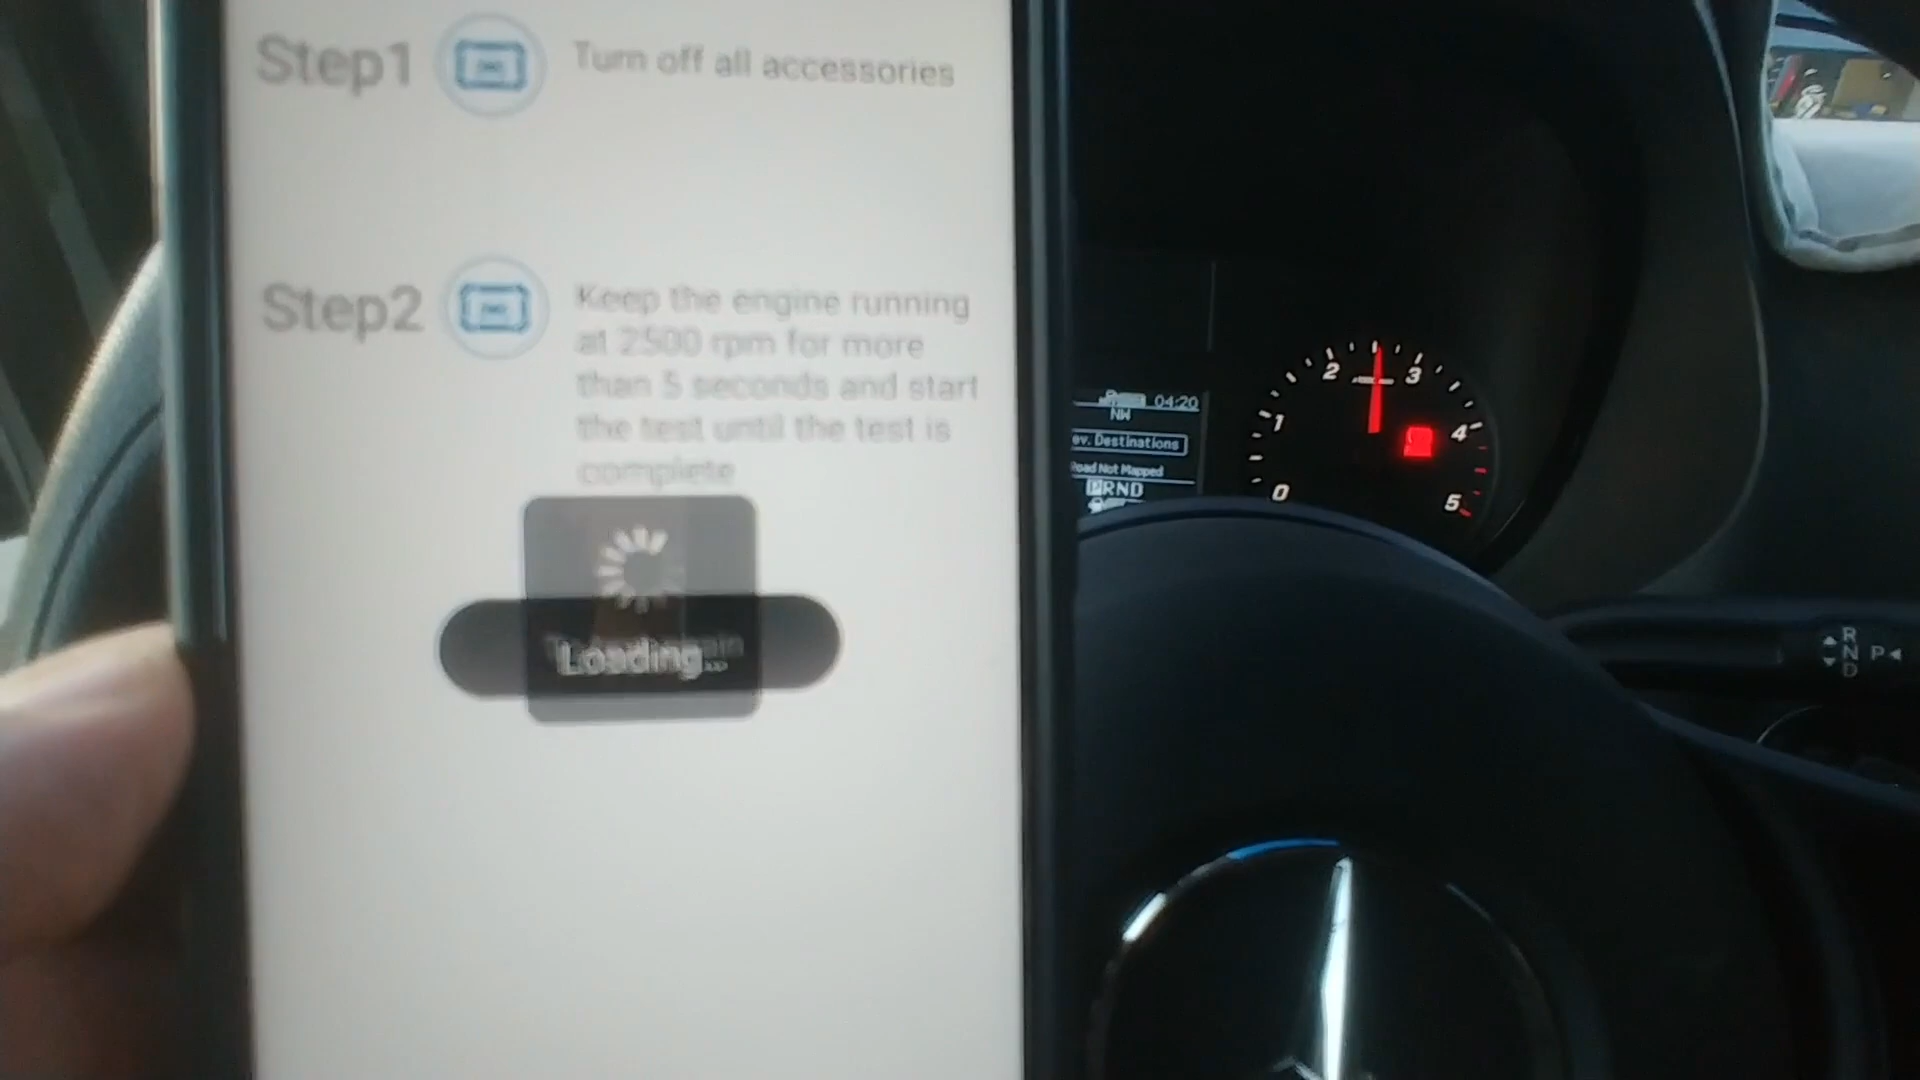 Step1
Turn off all accessories
Step2
Keep the engine running
at 2500 rpm for more
than 5 seconds and start
the test until the test is
complete
Loading...
04:20
NW
ev. Destinations
Road Not Mapped
PRND
0
1
2
3
4
5
R
N P
D